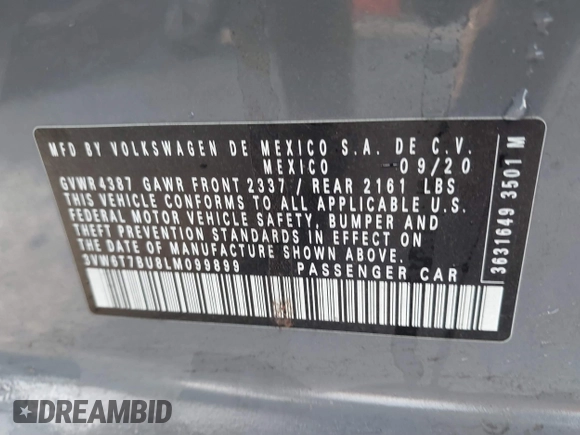 MFD BY VOLKSWAGEN DE MEXICO S.A. DE C.V.
MEXICO 09/20
GVWR4387 GAWR FRONT 2337 / REAR 2161 LBS
THIS VEHICLE CONFORMS TO ALL APPLICABLE U.S.
FEDERAL MOTOR VEHICLE SAFETY, BUMPER AND
THEFT PREVENTION STANDARDS IN EFFECT ON
THE DATE OF MANUFACTURE SHOWN ABOVE.
3VW6T7BU8LM099899 PASSENGER CAR
3631649 3501 M
DREAMBID